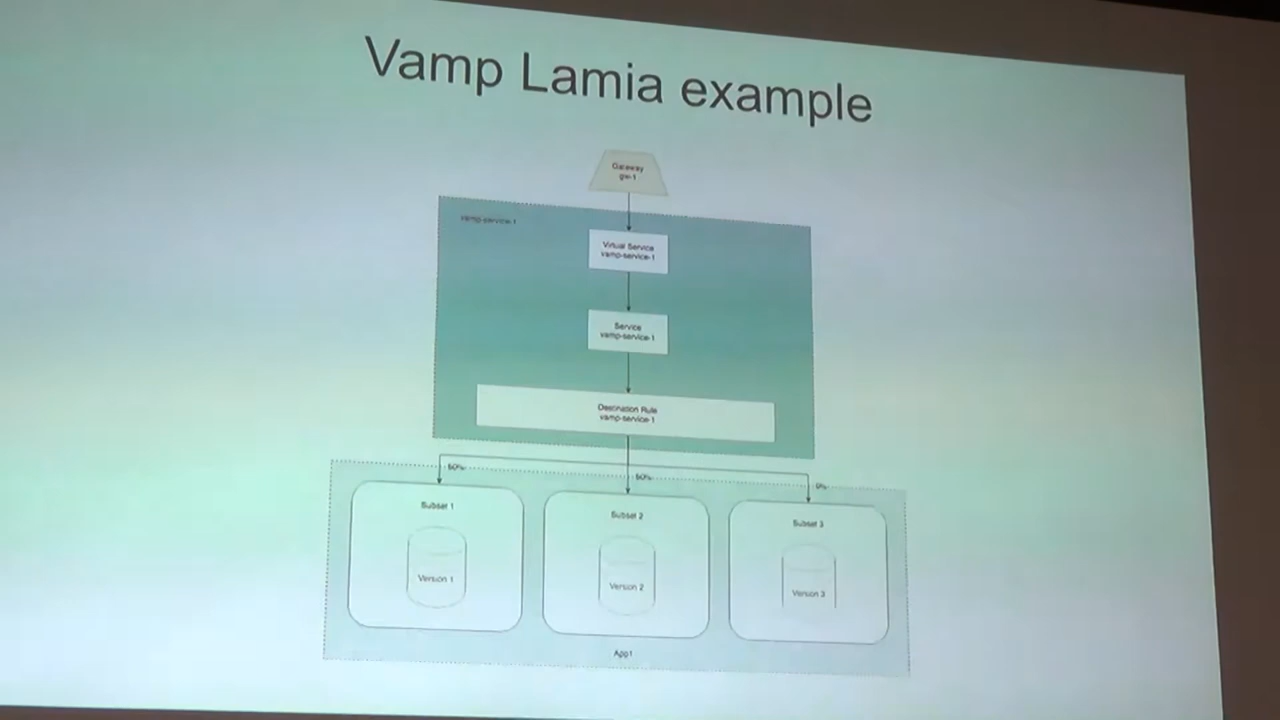 Vamp Lamia example
Gateway
gw-1
vamp-service-1
Virtual Service
vamp-service-1
Service
vamp-service-1
Destination Rule
vamp-service-1
50%
50%
0%
Subset 1
Subset 2
Subset 3
Version 1
Version 2
Version 3
App1